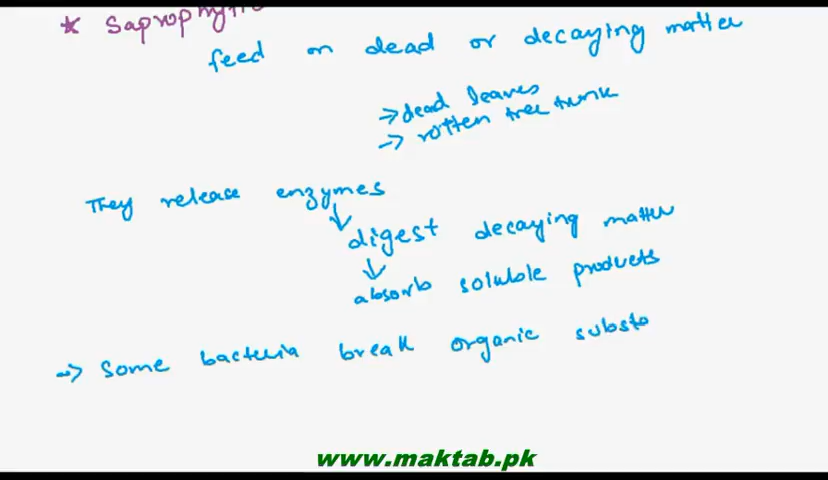 * Saprophytic
feed on dead or decaying matter
→ dead leaves
→ rotten tree trunk
They release enzymes
↓
digest decaying matter
↓
absorb soluble products
→ Some bacteria break organic substa
www.maktab.pk